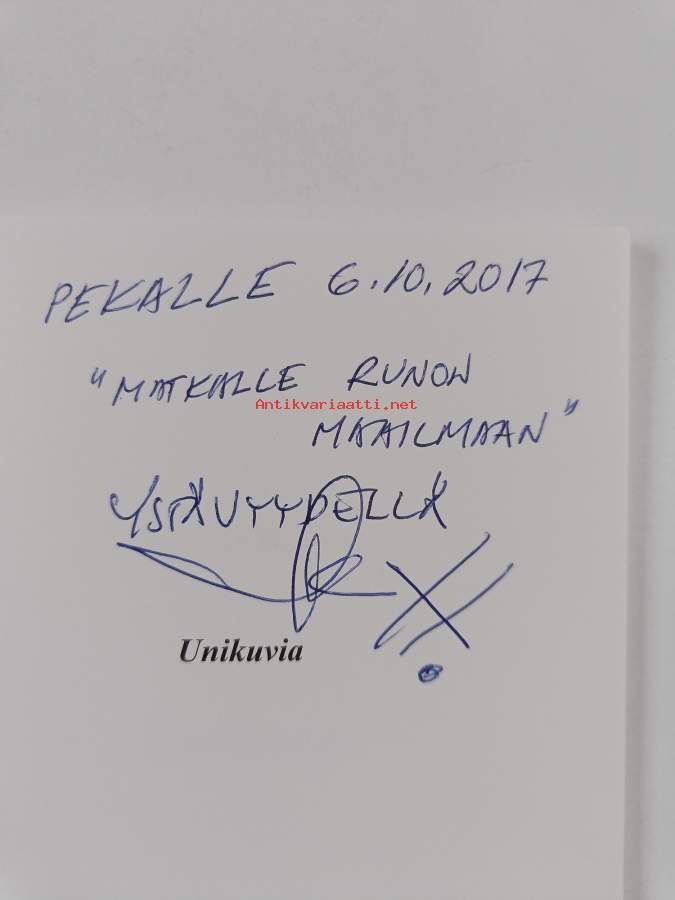 PEKALLE 6.10.2017
"MATKALLE RUNON
Antikvariaatti.net
MAAILMAAN"
YSTÄVYYDELLÄ
Unikuvia